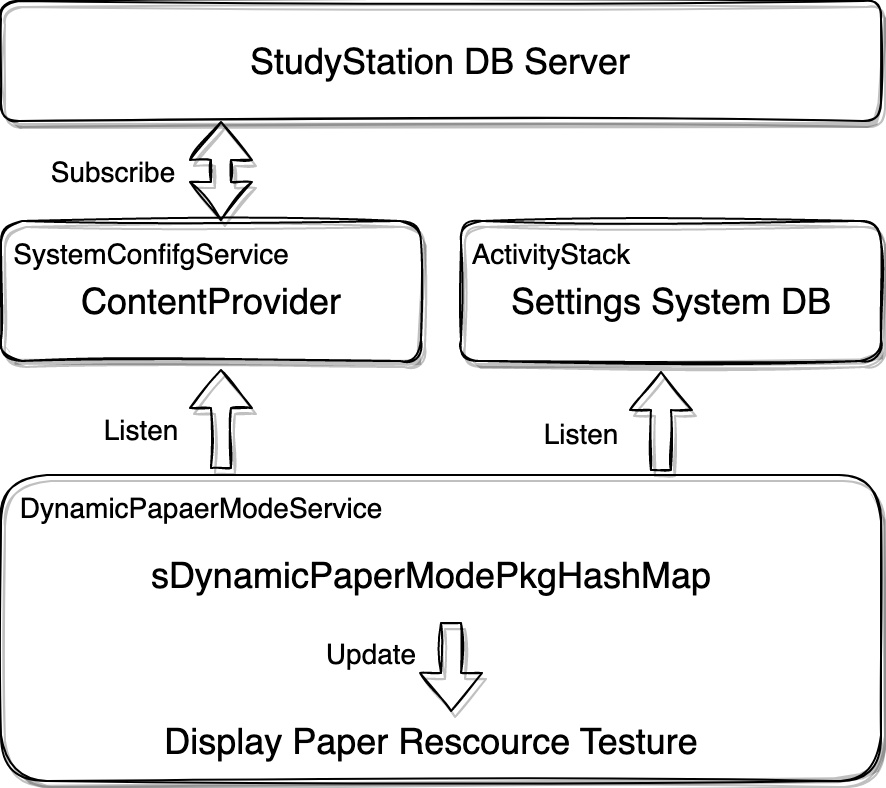 StudyStation DB Server
Subscribe
SystemConfifgService
ContentProvider
ActivityStack
Settings System DB
Listen
Listen
DynamicPapaerModeService
sDynamicPaperModePkgHashMap
Update
Display Paper Rescource Testure